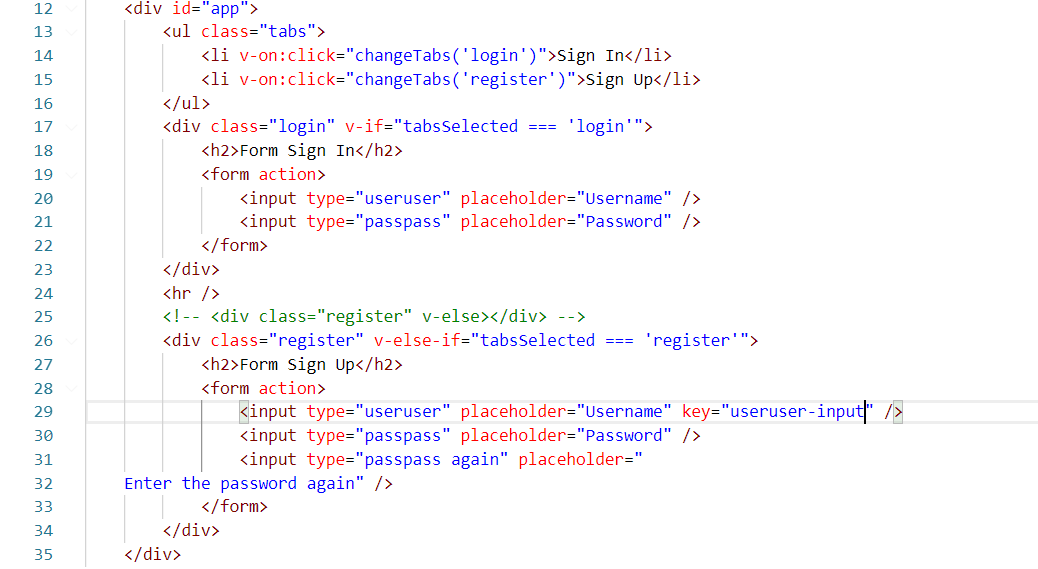 12 <div id="app">
13 <ul class="tabs">
14 <li v-on:click="changeTabs('login')">Sign In</li>
15 <li v-on:click="changeTabs('register')">Sign Up</li>
16 </ul>
17 <div class="login" v-if="tabsSelected === 'login'">
18 <h2>Form Sign In</h2>
19 <form action>
20 <input type="useruser" placeholder="Username" />
21 <input type="passpass" placeholder="Password" />
22 </form>
23 </div>
24 <hr />
25 <!-- <div class="register" v-else></div> -->
26 <div class="register" v-else-if="tabsSelected === 'register'">
27 <h2>Form Sign Up</h2>
28 <form action>
29 <input type="useruser" placeholder="Username" key="useruser-input" />
30 <input type="passpass" placeholder="Password" />
31 <input type="passpass again" placeholder="
32 Enter the password again" />
33 </form>
34 </div>
35 </div>